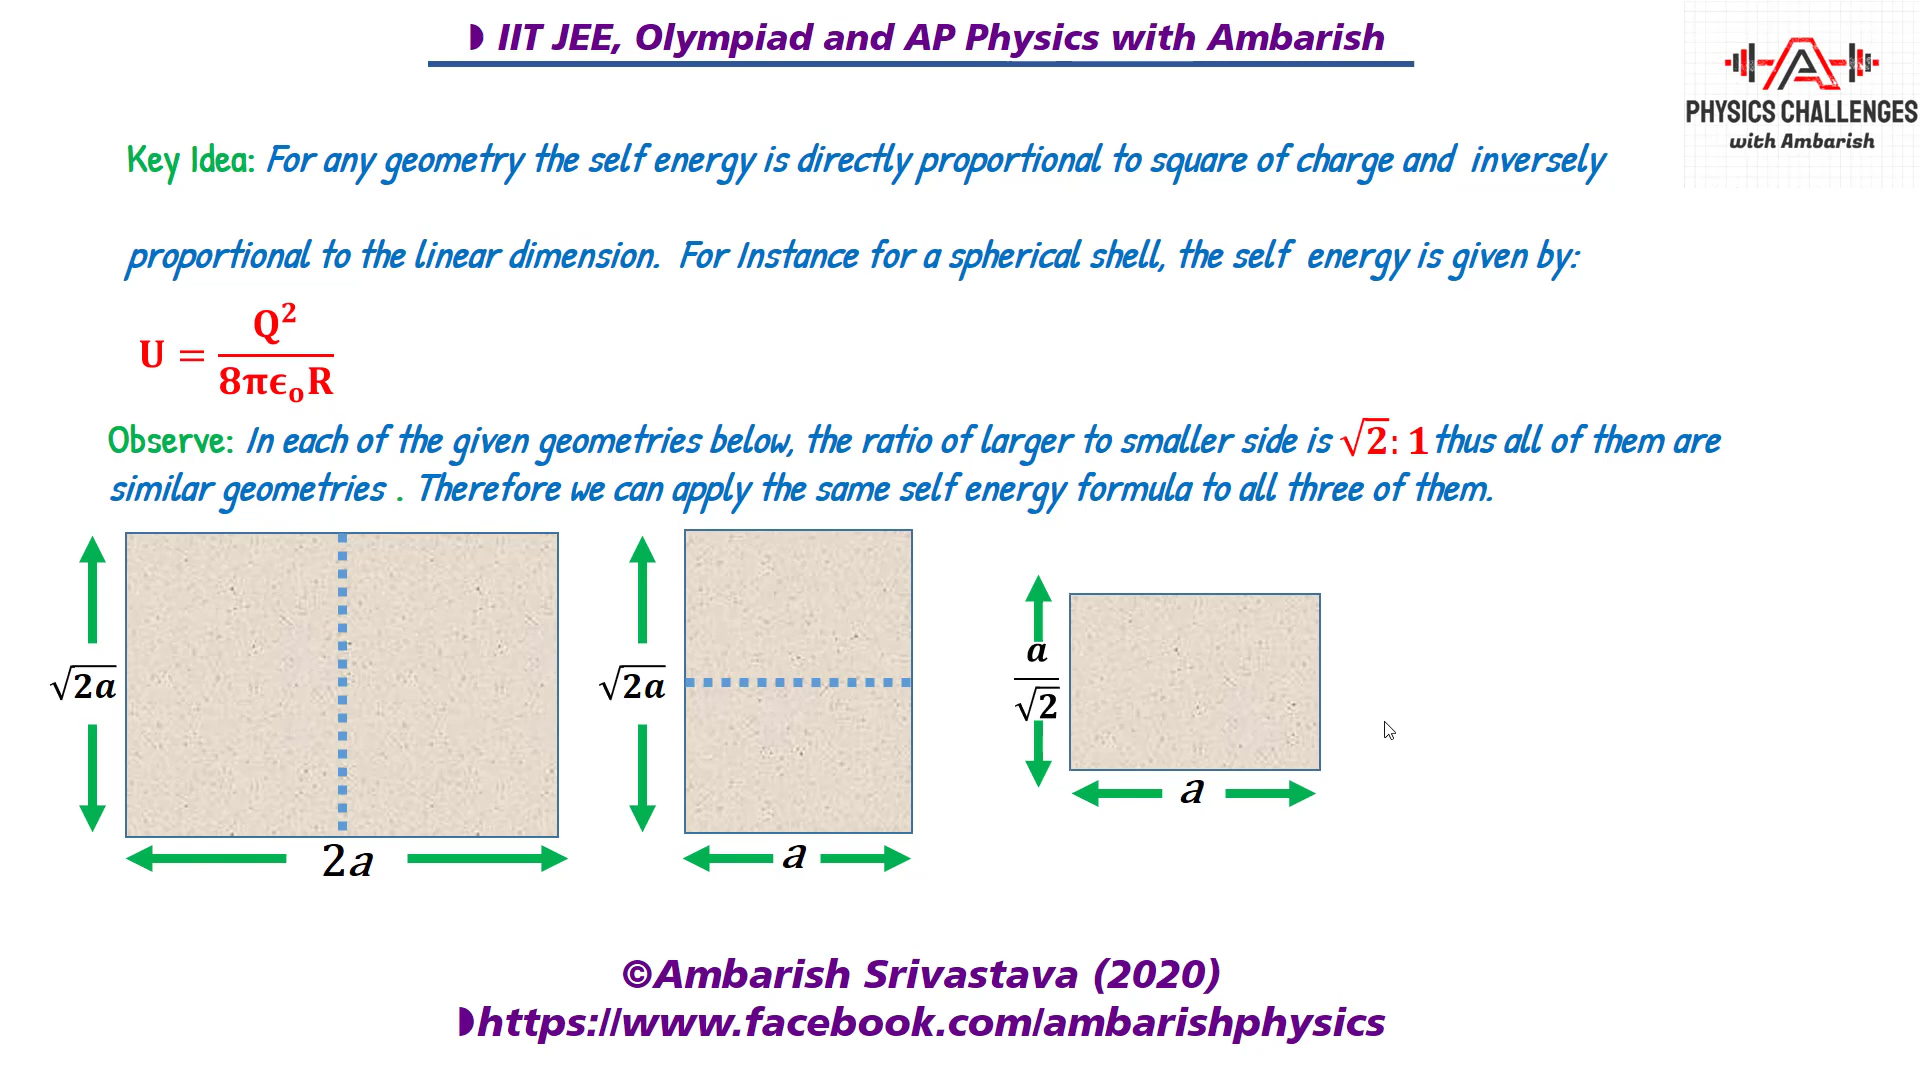 ◗ IIT JEE, Olympiad and AP Physics with Ambarish
PHYSICS CHALLENGES
with Ambarish
Key Idea: For any geometry the self energy is directly proportional to square of charge and inversely
proportional to the linear dimension. For Instance for a spherical shell, the self energy is given by:
U = Q² / 8πϵₒR
Observe: In each of the given geometries below, the ratio of larger to smaller side is √2: 1 thus all of them are
similar geometries . Therefore we can apply the same self energy formula to all three of them.
√2a
2a
√2a
a
a/√2
a
©Ambarish Srivastava (2020)
◗https://www.facebook.com/ambarishphysics